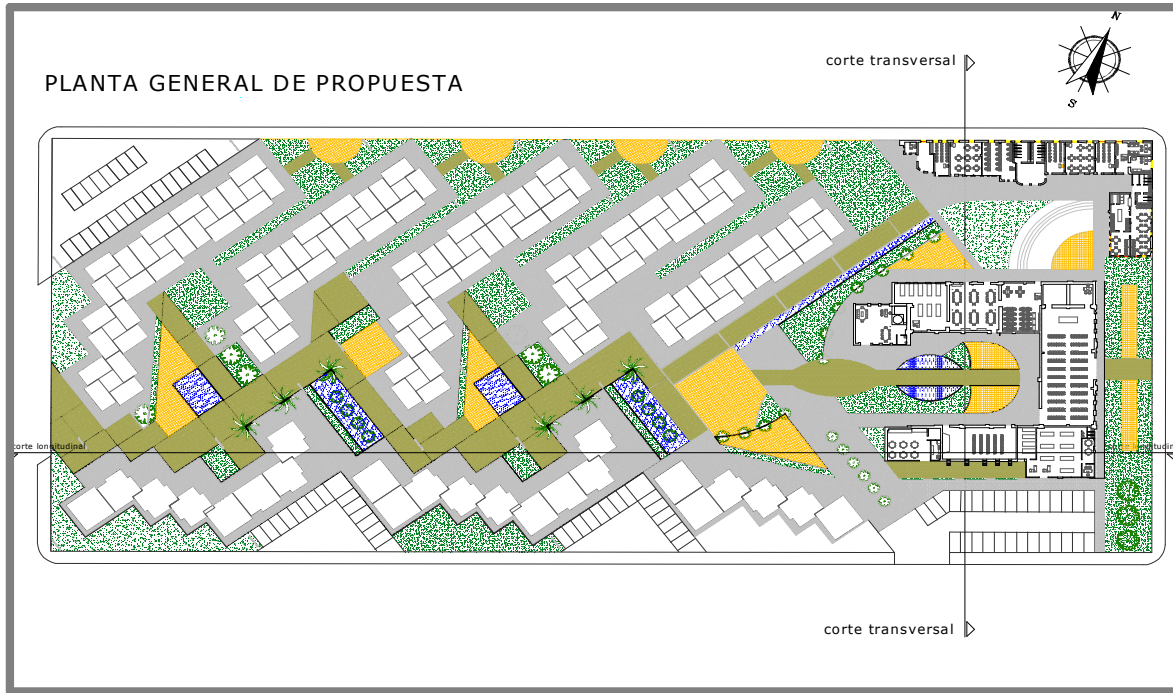 N
corte transversal
PLANTA GENERAL DE PROPUESTA
S
corte longitudinal
corte transversal